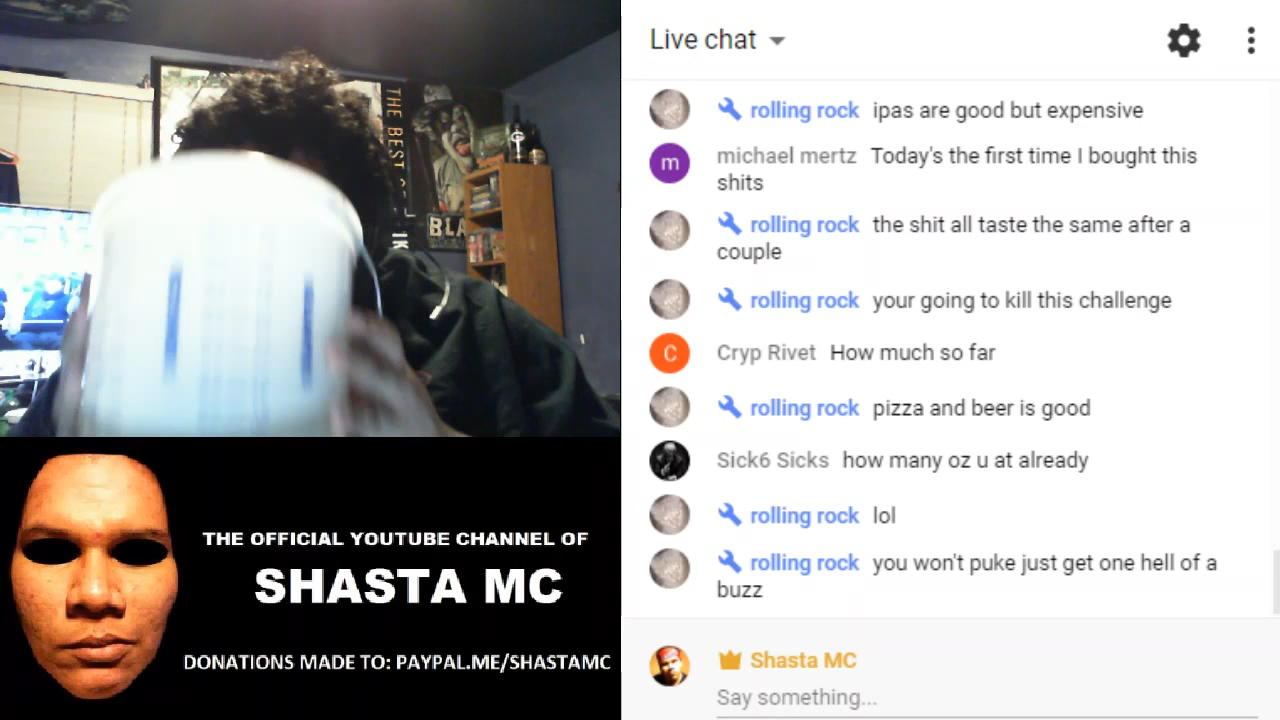 Live chat
rolling rock ipas are good but expensive
michael mertz Today's the first time I bought this
shits
rolling rock the shit all taste the same after a
couple
rolling rock your going to kill this challenge
C Cryp Rivet How much so far
rolling rock pizza and beer is good
Sick6 Sicks how many oz u at already
rolling rock lol
rolling rock you won't puke just get one hell of a
buzz
Shasta MC
Say something...
m
THE BEST OF
BLA
THE OFFICIAL YOUTUBE CHANNEL OF
SHASTA MC
DONATIONS MADE TO: PAYPAL.ME/SHASTAMC